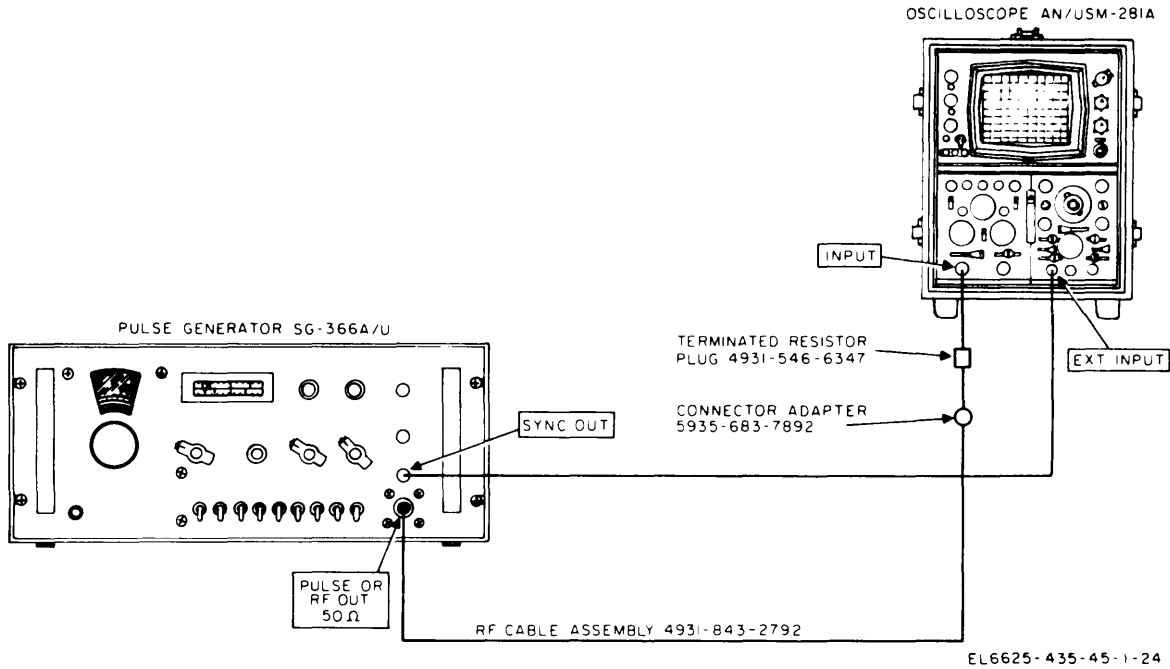 OSCILLOSCOPE AN/USM-281A
INPUT
PULSE GENERATOR SG-366A/U
TERMINATED RESISTOR
PLUG 4931-546-6347
EXT INPUT
CONNECTOR ADAPTER
5935-683-7892
SYNC OUT
PULSE OR
RF OUT
50Ω
RF CABLE ASSEMBLY 4931-843-2792
EL6625-435-45-1-24